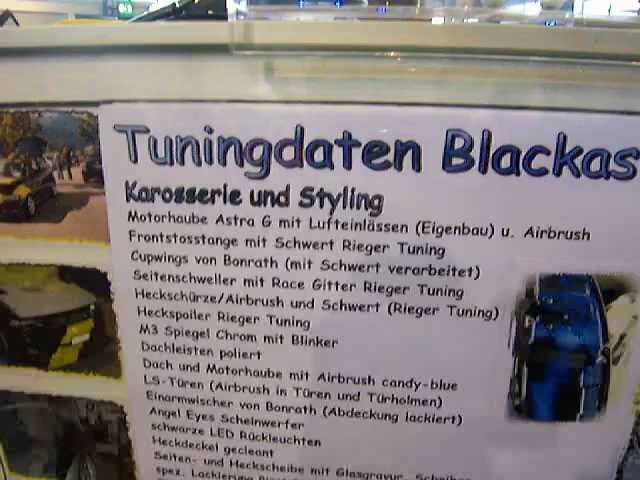 Tuningdaten Blackas
Karosserie und Styling
Motorhaube Astra G mit Lufteinlässen (Eigenbau) u. Airbrush
Frontstosstange mit Schwert Rieger Tuning
Cupwings von Bonrath (mit Schwert verarbeitet)
Seitenschweller mit Race Gitter Rieger Tuning
Heckschürze/Airbrush und Schwert (Rieger Tuning)
Heckspoiler Rieger Tuning
M3 Spiegel Chrom mit Blinker
Dachleisten poliert
Dach und Motorhaube mit Airbrush candy-blue
LS-Türen (Airbrush in Türen und Türholmen)
Einarmwischer von Bonrath (Abdeckung lackiert)
Angel Eyes Scheinwerfer
schwarze LED Rückleuchten
Heckdeckel gecleant
Seiten- und Heckscheibe mit Glasgravur,
spez. Lackierung